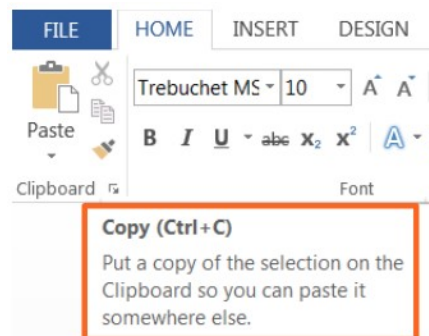 FILE HOME INSERT DESIGN
Trebuchet MS 10 A A
Paste B I U abc X₂ X² A
Clipboard Font
Copy (Ctrl+C)
Put a copy of the selection on the
Clipboard so you can paste it
somewhere else.